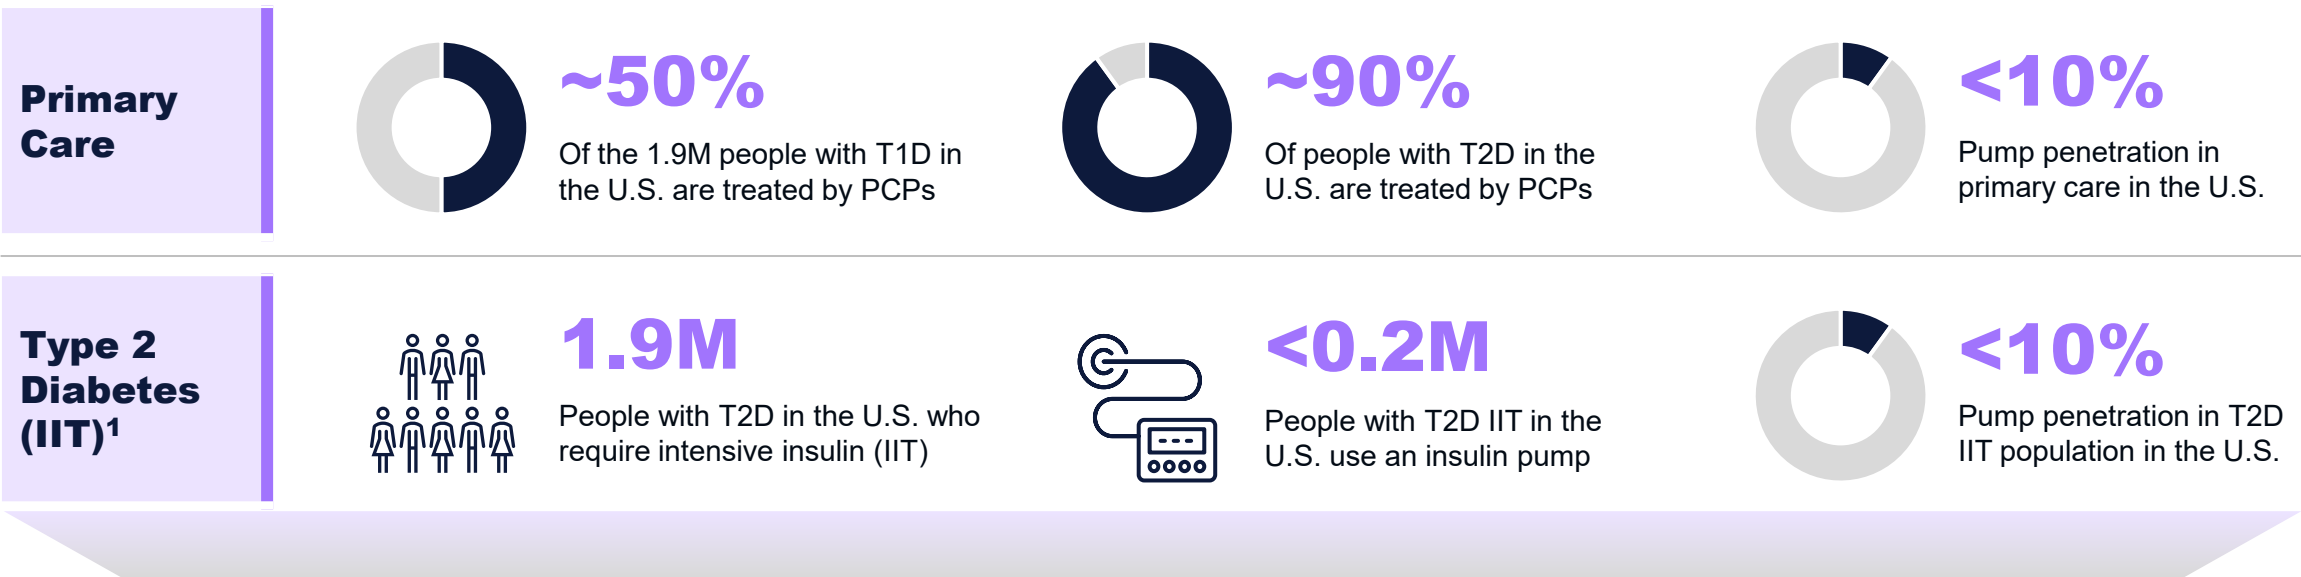 Primary
Care
~50%
Of the 1.9M people with T1D in
the U.S. are treated by PCPs
~90%
Of people with T2D in the
U.S. are treated by PCPs
<10%
Pump penetration in
primary care in the U.S.
Type 2
Diabetes
(IIT)¹
1.9M
People with T2D in the U.S. who
require intensive insulin (IIT)
<0.2M
People with T2D IIT in the
U.S. use an insulin pump
<10%
Pump penetration in T2D
IIT population in the U.S.